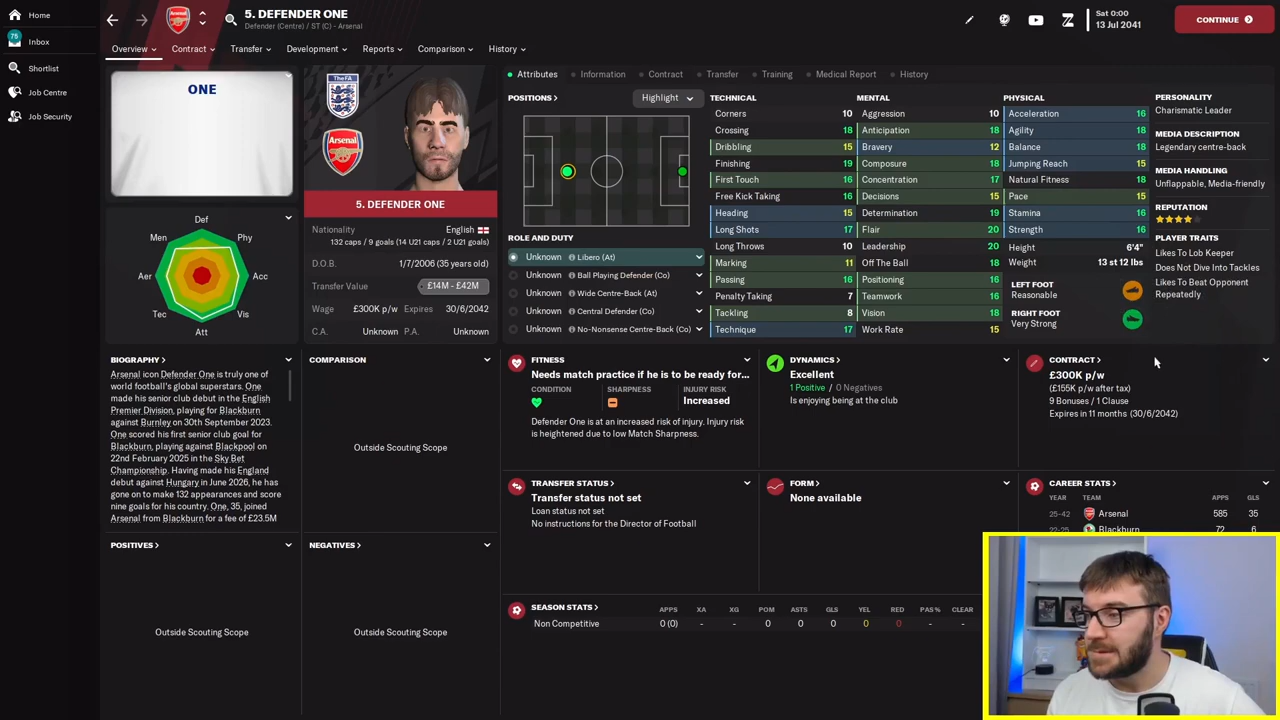 Home
75
Inbox
Shortlist
Job Centre
Job Security
5. DEFENDER ONE
Defender (Centre) / ST (C) - Arsenal
Sat 0:00
13 Jul 2041
CONTINUE
Overview
Contract
Transfer
Development
Reports
Comparison
History
ONE
The FA
Arsenal
5. DEFENDER ONE
Nationality English
132 caps / 9 goals (14 U21 caps / 2 U21 goals)
D.O.B. 1/7/2006 (35 years old)
Transfer Value £14M - £42M
Wage £300K p/w Expires 30/6/2042
C.A. Unknown P.A. Unknown
Def
Phy
Acc
Vis
Att
Tec
Aer
Men
Attributes
Information
Contract
Transfer
Training
Medical Report
History
POSITIONS >
Highlight
ROLE AND DUTY
Unknown Libero (At)
Unknown Ball Playing Defender (Co)
Unknown Wide Centre-Back (At)
Unknown Central Defender (Co)
Unknown No-Nonsense Centre-Back (Co)
TECHNICAL
Corners 10
Crossing 18
Dribbling 15
Finishing 19
First Touch 16
Free Kick Taking 16
Heading 15
Long Shots 17
Long Throws 10
Marking 11
Passing 16
Penalty Taking 7
Tackling 8
Technique 17
MENTAL
Aggression 10
Anticipation 18
Bravery 12
Composure 18
Concentration 17
Decisions 15
Determination 19
Flair 20
Leadership 20
Off The Ball 18
Positioning 16
Teamwork 16
Vision 18
Work Rate 15
PHYSICAL
Acceleration 16
Agility 18
Balance 18
Jumping Reach 15
Natural Fitness 18
Pace 15
Stamina 16
Strength 16
Height 6'4"
Weight 13 st 12 lbs
LEFT FOOT
Reasonable
RIGHT FOOT
Very Strong
PERSONALITY
Charismatic Leader
MEDIA DESCRIPTION
Legendary centre-back
MEDIA HANDLING
Unflappable, Media-friendly
REPUTATION
PLAYER TRAITS
Likes To Lob Keeper
Does Not Dive Into Tackles
Likes To Beat Opponent
Repeatedly
BIOGRAPHY >
Arsenal icon Defender One is truly one of
world football's global superstars. One
made his senior club debut in the English
Premier Division, playing for Blackburn
against Burnley on 30th September 2023.
One scored his first senior club goal for
Blackburn, playing against Blackpool on
22nd February 2025 in the Sky Bet
Championship. Having made his England
debut against Hungary in June 2026, he has
gone on to make 132 appearances and score
nine goals for his country. One, 35, joined
Arsenal from Blackburn for a fee of £23.5M
COMPARISON
Outside Scouting Scope
POSITIVES >
Outside Scouting Scope
NEGATIVES >
Outside Scouting Scope
FITNESS
Needs match practice if he is to be ready for...
CONDITION
SHARPNESS
INJURY RISK
Increased
Defender One is at an increased risk of injury. Injury
risk is heightened due to low Match Sharpness.
DYNAMICS >
Excellent
1 Positive / 0 Negatives
Is enjoying being at the club
CONTRACT >
£300K p/w
(£155K p/w after tax)
9 Bonuses / 1 Clause
Expires in 11 months (30/6/2042)
TRANSFER STATUS >
Transfer status not set
Loan status not set
No instructions for the Director of Football
FORM >
None available
CAREER STATS >
YEAR TEAM APPS GLS
25-42 Arsenal 585 35
22-25 Blackburn 72 6
SEASON STATS >
APPS XA XG POM ASTS GLS YEL RED PAS% CLEAR
Non Competitive 0 (0) - - 0 0 0 0 0 - -